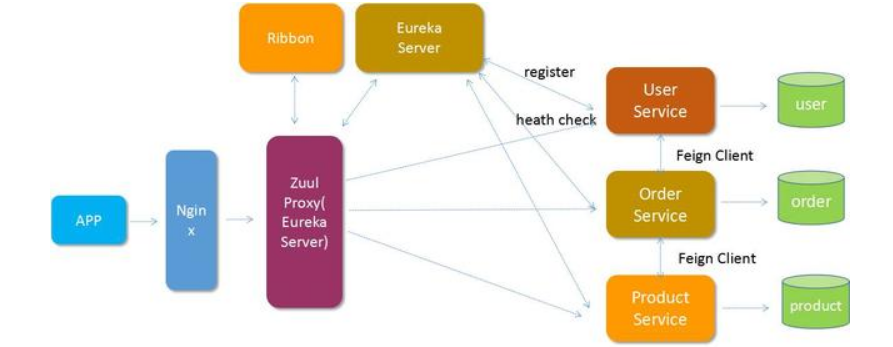 Ribbon
Eureka
Server
register
heath check
User
Service
user
Feign Client
APP
Ngin
x
Zuul
Proxy(
Eureka
Server)
Order
Service
order
Feign Client
Product
Service
product